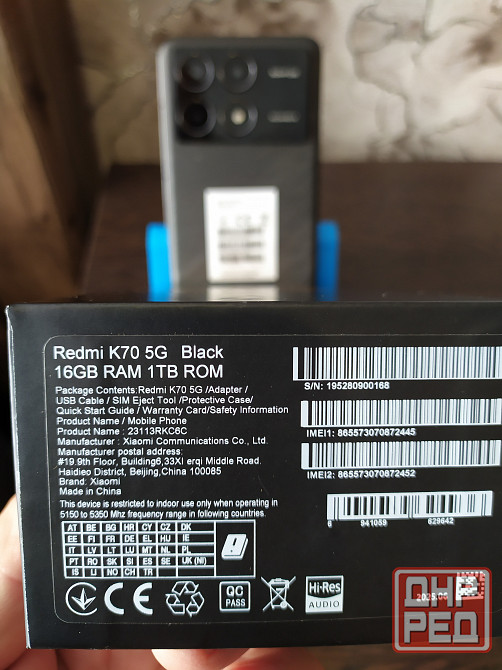 Redmi K70 5G Black
16GB RAM 1TB ROM
Package Contents:Redmi K70 5G /Adapter /
USB Cable / SIM Eject Tool /Protective Case/
Quick Start Guide / Warranty Card/Safety Information
Product Name / Mobile Phone
Product Name : 23113RKC6C
Manufacturer : Xiaomi Communications Co., Ltd.
Manufacturer postal address:
#19.9th Floor, Building6,33Xl erqi Middle Road.
Haidieo District, Beijing,China 100085
Brand: Xiaomi
Made in China
This device is restricted to indoor use only when operating in
5150 to 5350 Mhz frequency range in following countries.
AT BE BG HR CY CZ DK
EE FI FR DE EL HU IE
IT LV LT LU MT NL PL
PT RO SK SI ES SE UK (NI)
IS LI NO CH TR
S/N: 195280900168
IMEI1: 865573070872445
IMEI2: 865573070872452
6 941059 629642
CE
QC
PASS
Hi-Res
AUDIO
2025.06
ДНР
РЕД